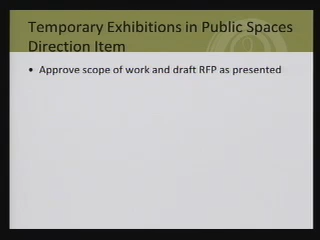 Temporary Exhibitions in Public Spaces
Direction Item
• Approve scope of work and draft RFP as presented